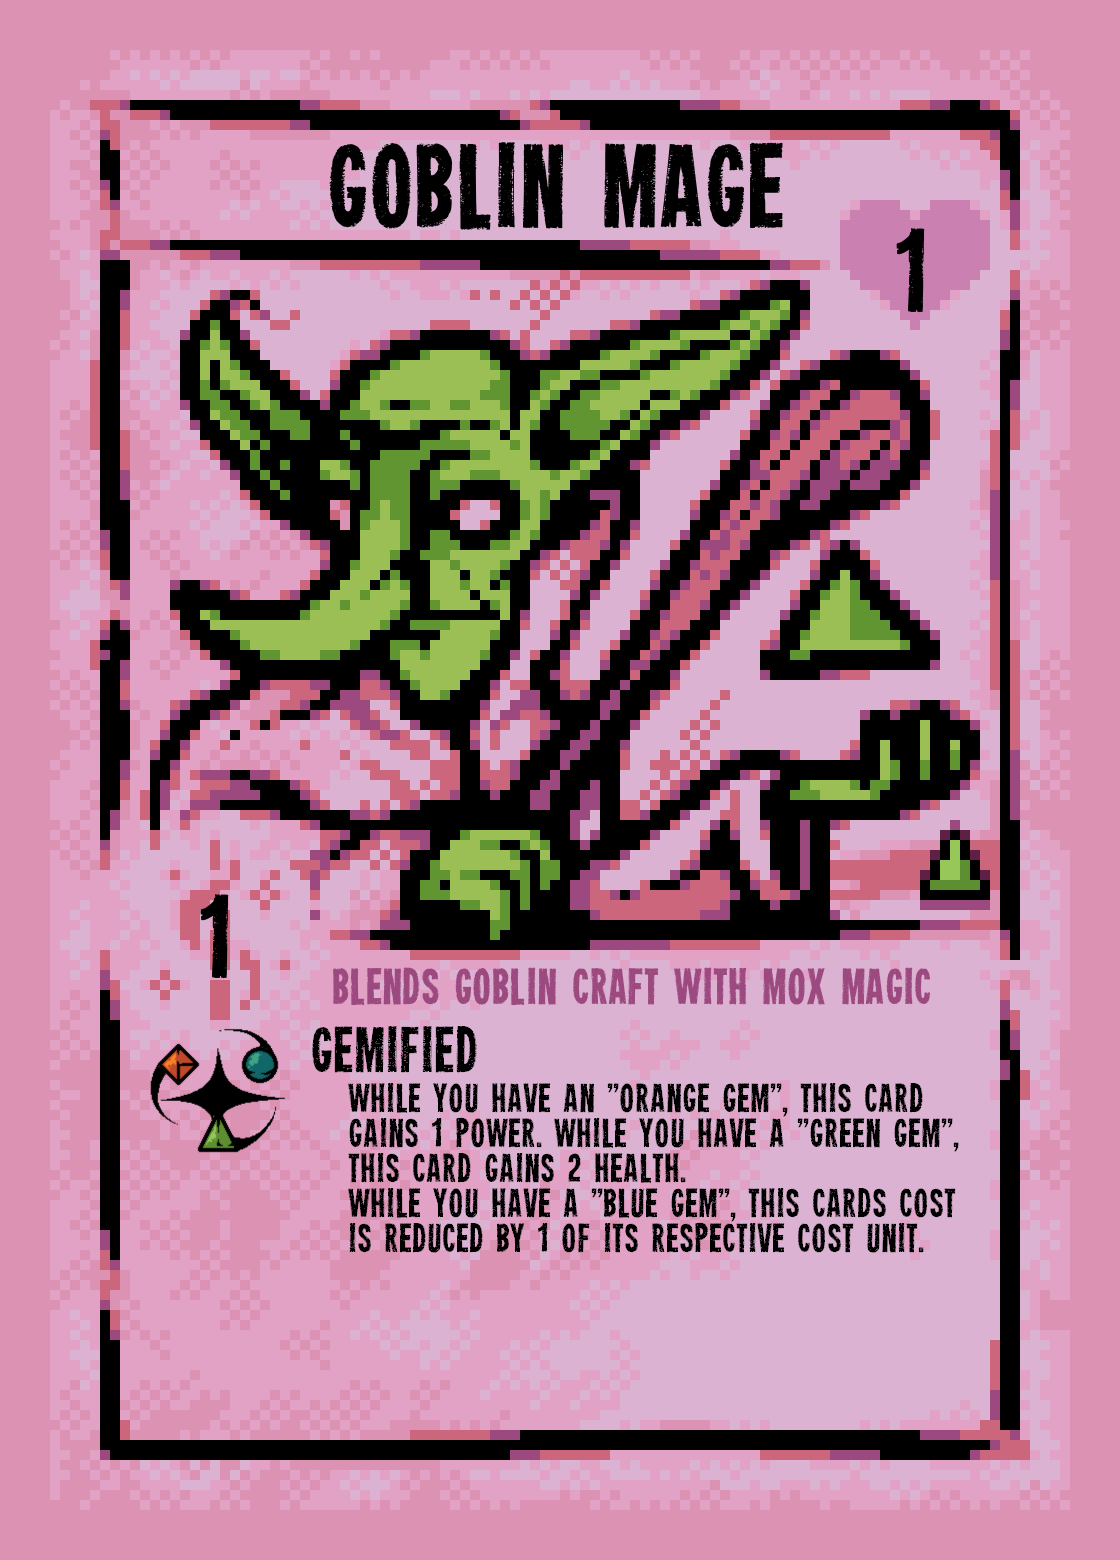 GOBLIN MAGE
1
1
BLENDS GOBLIN CRAFT WITH MOX MAGIC
GEMIFIED
WHILE YOU HAVE AN "ORANGE GEM", THIS CARD
GAINS 1 POWER. WHILE YOU HAVE A "GREEN GEM",
THIS CARD GAINS 2 HEALTH.
WHILE YOU HAVE A "BLUE GEM", THIS CARDS COST
IS REDUCED BY 1 OF ITS RESPECTIVE COST UNIT.